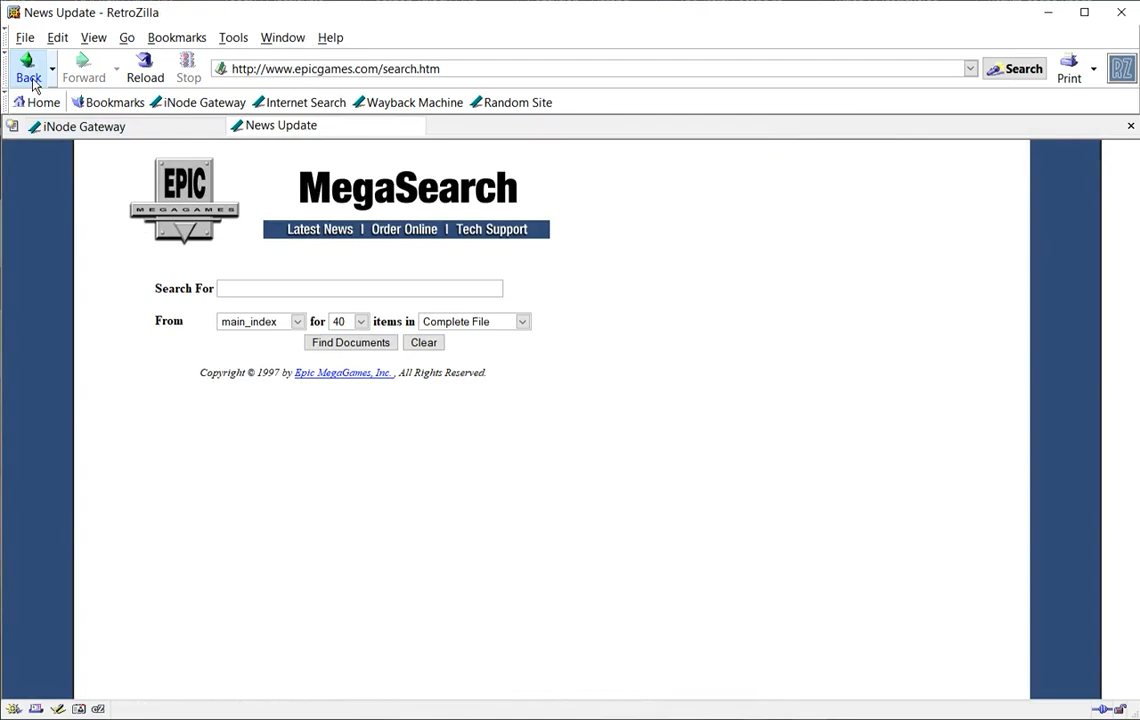 News Update - RetroZilla
File Edit View Go Bookmarks Tools Window Help
Back Forward Reload Stop http://www.epicgames.com/search.htm Search Print RZ
Home Bookmarks iNode Gateway Internet Search Wayback Machine Random Site
iNode Gateway News Update
EPIC
MEGAGAMES
MegaSearch
Latest News | Order Online | Tech Support
Search For
From main_index for 40 items in Complete File
Find Documents Clear
Copyright © 1997 by Epic MegaGames, Inc. , All Rights Reserved.